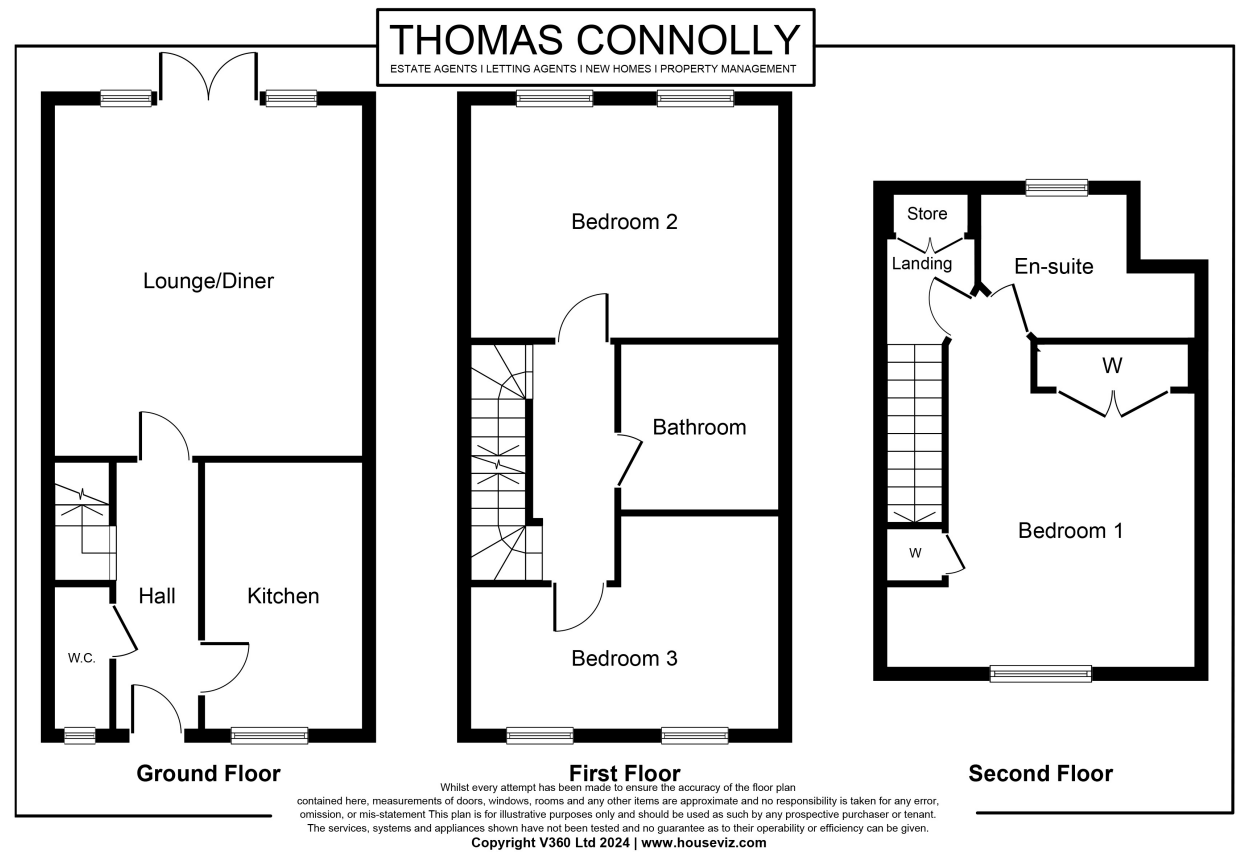 THOMAS CONNOLLY
ESTATE AGENTS I LETTING AGENTS I NEW HOMES I PROPERTY MANAGEMENT
Lounge/Diner
Hall
Kitchen
W.C.
Ground Floor
Bedroom 2
Bathroom
Bedroom 3
First Floor
Store
Landing
En-suite
W
Bedroom 1
W
Second Floor
Whilst every attempt has been made to ensure the accuracy of the floor plan
contained here, measurements of doors, windows, rooms and any other items are approximate and no responsibility is taken for any error,
omission, or mis-statement This plan is for illustrative purposes only and should be used as such by any prospective purchaser or tenant.
The services, systems and appliances shown have not been tested and no guarantee as to their operability or efficiency can be given.
Copyright V360 Ltd 2024 | www.houseviz.com